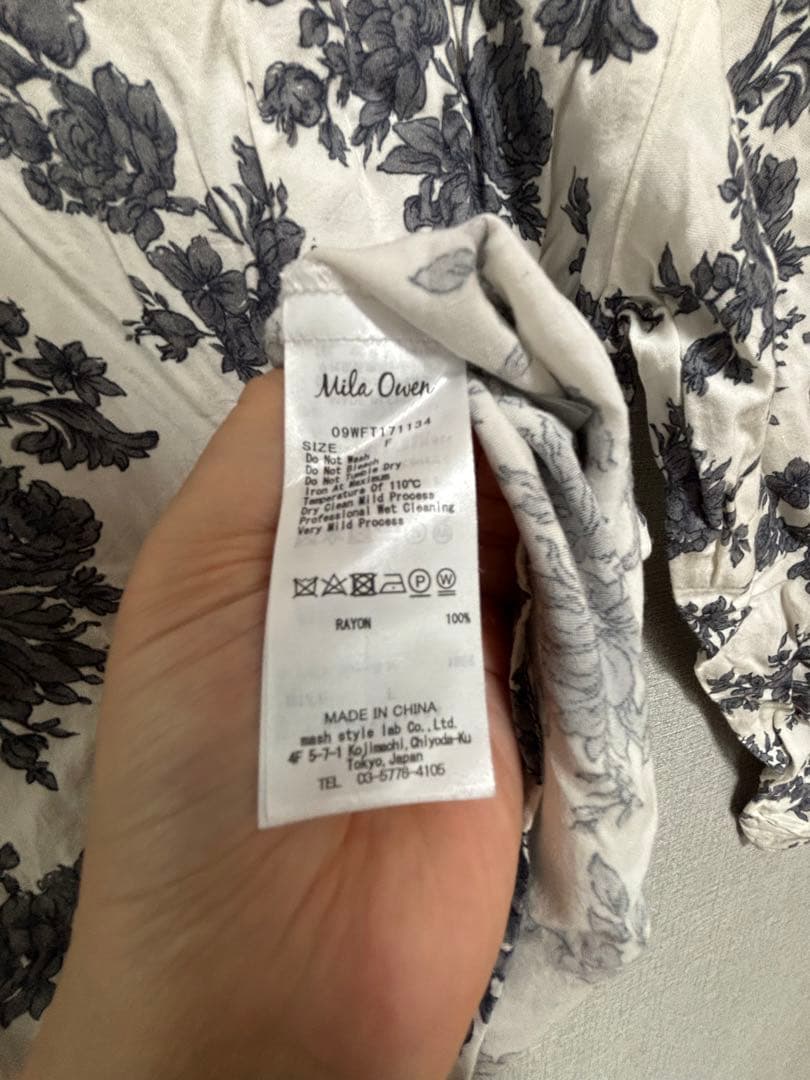 Mila Owen
09WFT171134
SIZE F
Do Not Wash
Do Not Bleach
Do Not Tumble Dry
Iron At Maximum
Temperature Of 110℃
Dry Clean Mild Process
Professional Wet Cleaning
Very Mild Process
P W
RAYON 100%
MADE IN CHINA
mash style lab Co.,Ltd.
4F 5-7-1 Kojimachi,Chiyoda-Ku
Tokyo,Japan
TEL 03-5778-4105